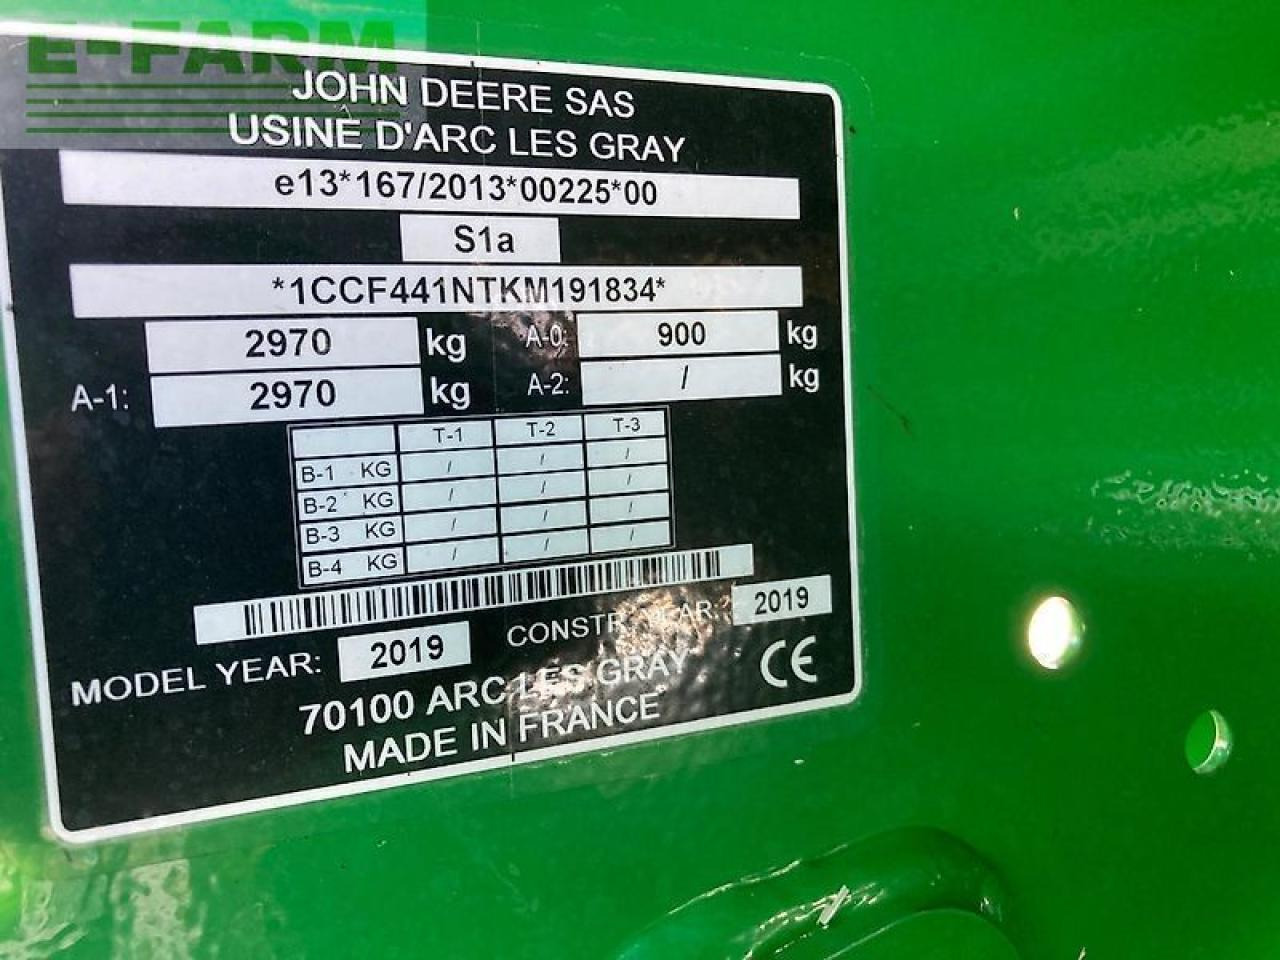 E-FARM
JOHN DEERE SAS
USINE D'ARC LES GRAY
e13*167/2013*00225*00
S1a
*1CCF441NTKM191834*
2970 kg A-0: 900 kg
A-1: 2970 kg A-2: / kg
T-1 T-2 T-3
B-1 KG / / /
B-2 KG / / /
B-3 KG / / /
B-4 KG / / /
MODEL YEAR: 2019 CONSTR. YEAR: 2019
70100 ARC LES GRAY CE
MADE IN FRANCE